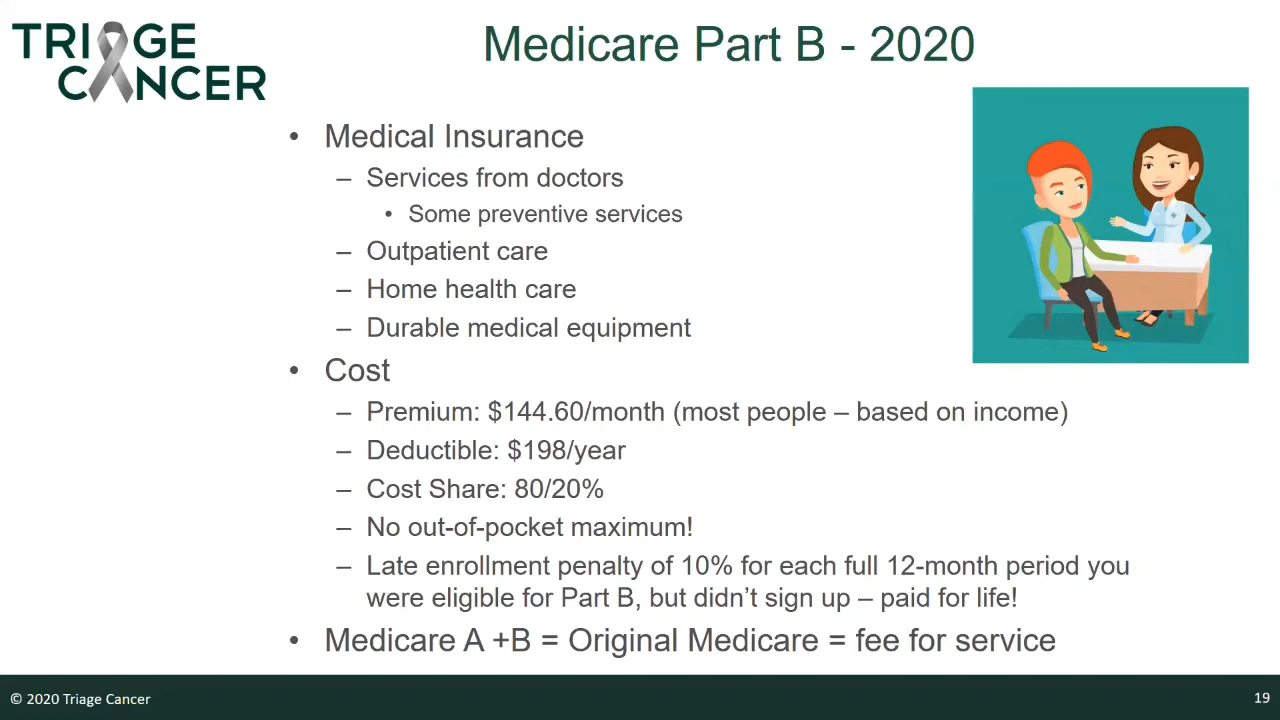 TRIAGE
CANCER
Medicare Part B - 2020
• Medical Insurance
– Services from doctors
• Some preventive services
– Outpatient care
– Home health care
– Durable medical equipment
• Cost
– Premium: $144.60/month (most people – based on income)
– Deductible: $198/year
– Cost Share: 80/20%
– No out-of-pocket maximum!
– Late enrollment penalty of 10% for each full 12-month period you
were eligible for Part B, but didn’t sign up – paid for life!
• Medicare A +B = Original Medicare = fee for service
© 2020 Triage Cancer
19